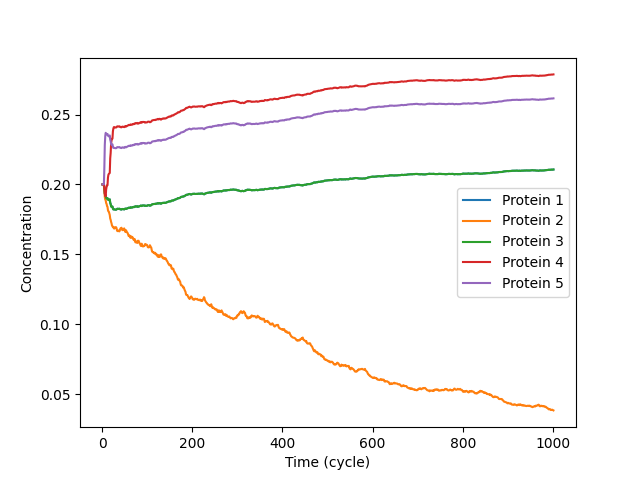 0.25
0.20
0.15
0.10
0.05
Concentration
0
200
400
600
800
1000
Time (cycle)
Protein 1
Protein 2
Protein 3
Protein 4
Protein 5